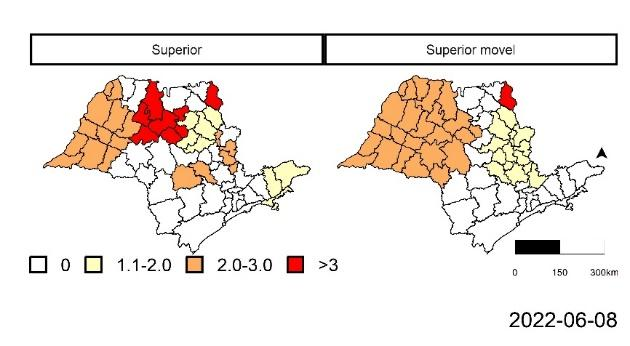 Superior
Superior movel
0 1.1-2.0 2.0-3.0 >3
0 150 300km
2022-06-08